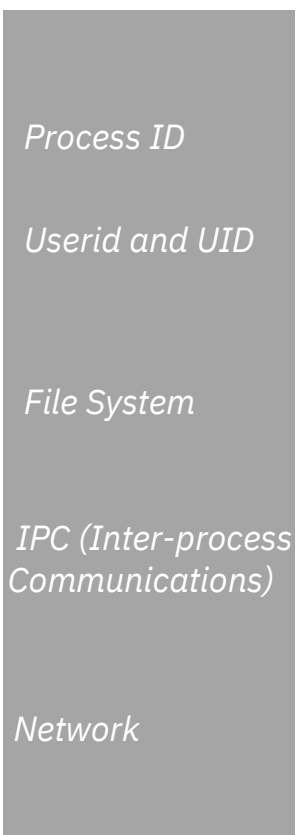 Process ID
Userid and UID
File System
IPC (Inter-process
Communications)
Network